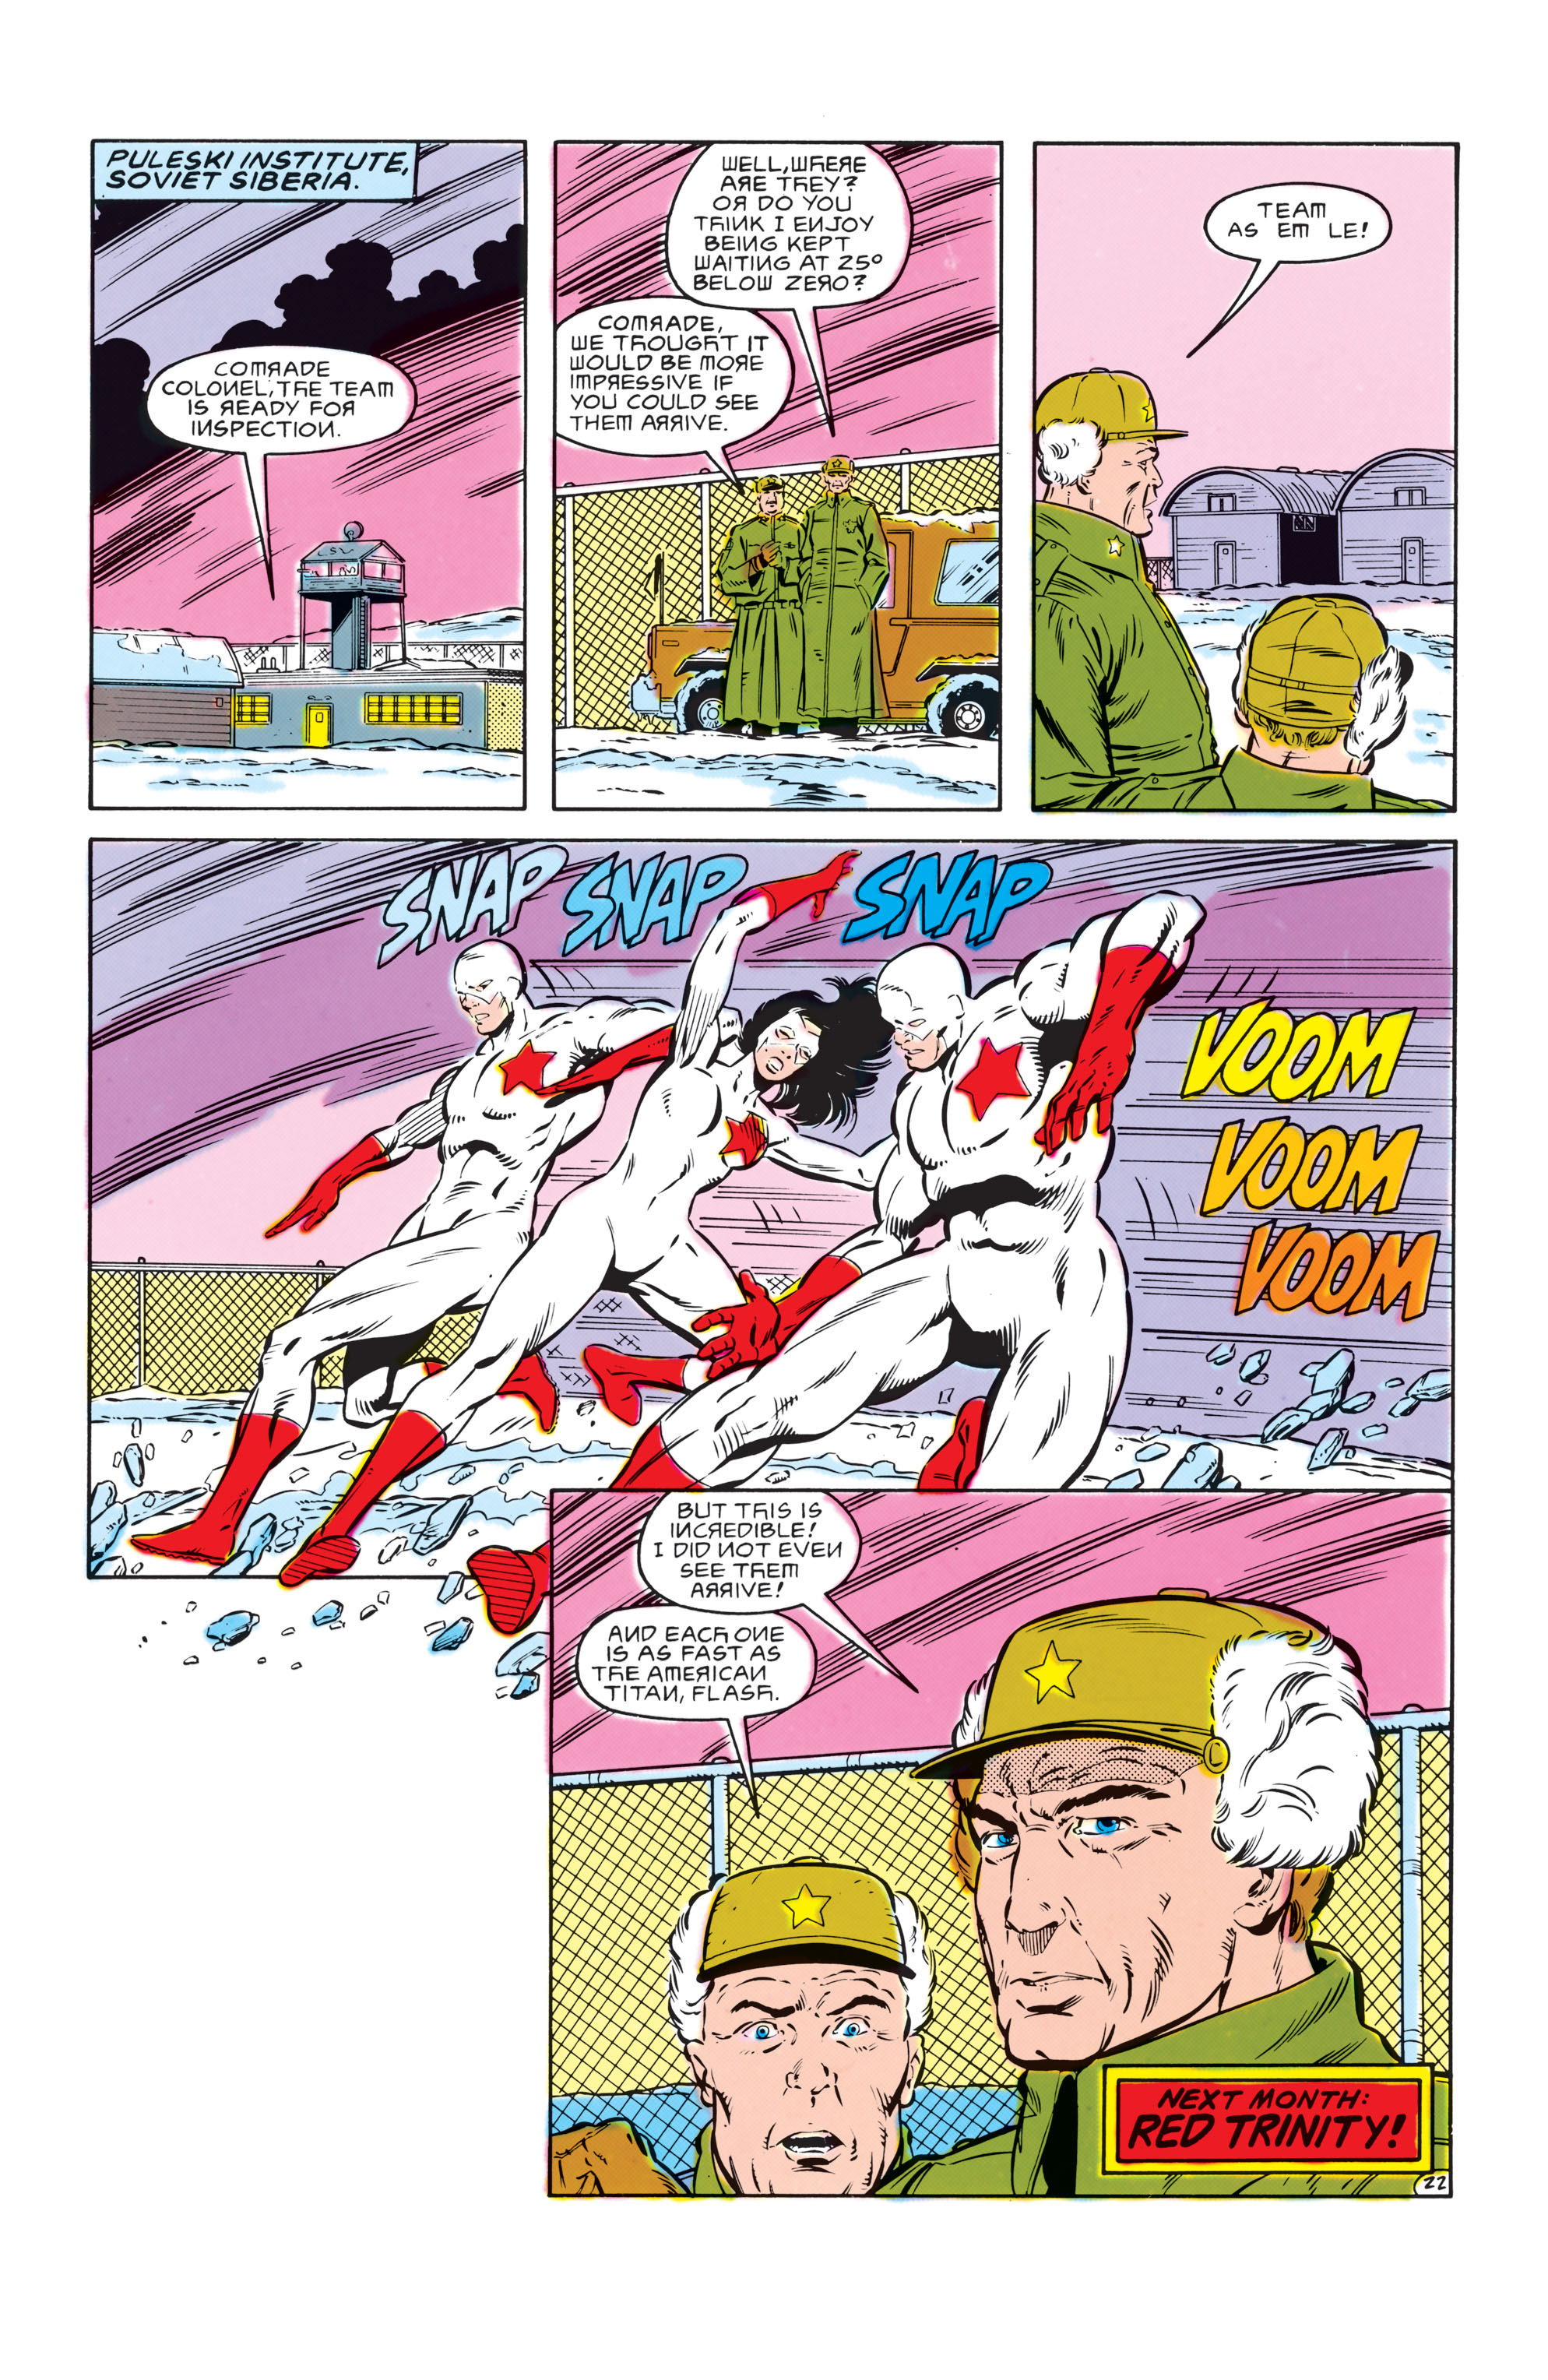 PULESKI INSTITUTE,
SOVIET SIBERIA.
COMRADE
COLONEL, THE TEAM
IS READY FOR
INSPECTION.
WELL, WHERE
ARE THEY?
OR DO YOU
THINK I ENJOY
BEING KEPT
WAITING AT 25°
BELOW ZERO?
COMRADE,
WE THOUGHT IT
WOULD BE MORE
IMPRESSIVE IF
YOU COULD SEE
THEM ARRIVE.
TEAM
AS EM LE!
SNAP SNAP SNAP
VOOM
VOOM
VOOM
BUT THIS IS
INCREDIBLE!
I DID NOT EVEN
SEE THEM
ARRIVE!
AND EACH ONE
IS AS FAST AS
THE AMERICAN
TITAN, FLASH.
NEXT MONTH:
RED TRINITY!
22